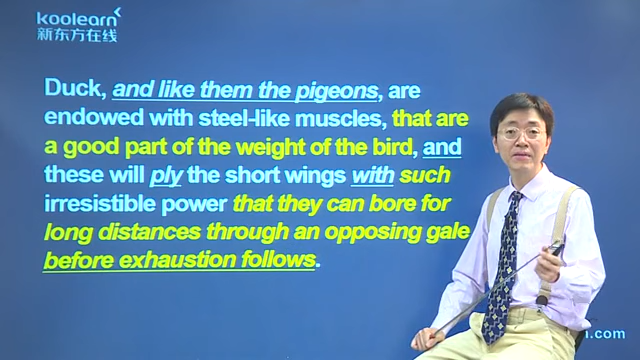 koolearn
新东方在线
Duck, and like them the pigeons, are
endowed with steel-like muscles, that are
a good part of the weight of the bird, and
these will ply the short wings with such
irresistible power that they can bore for
long distances through an opposing gale
before exhaustion follows.
.com